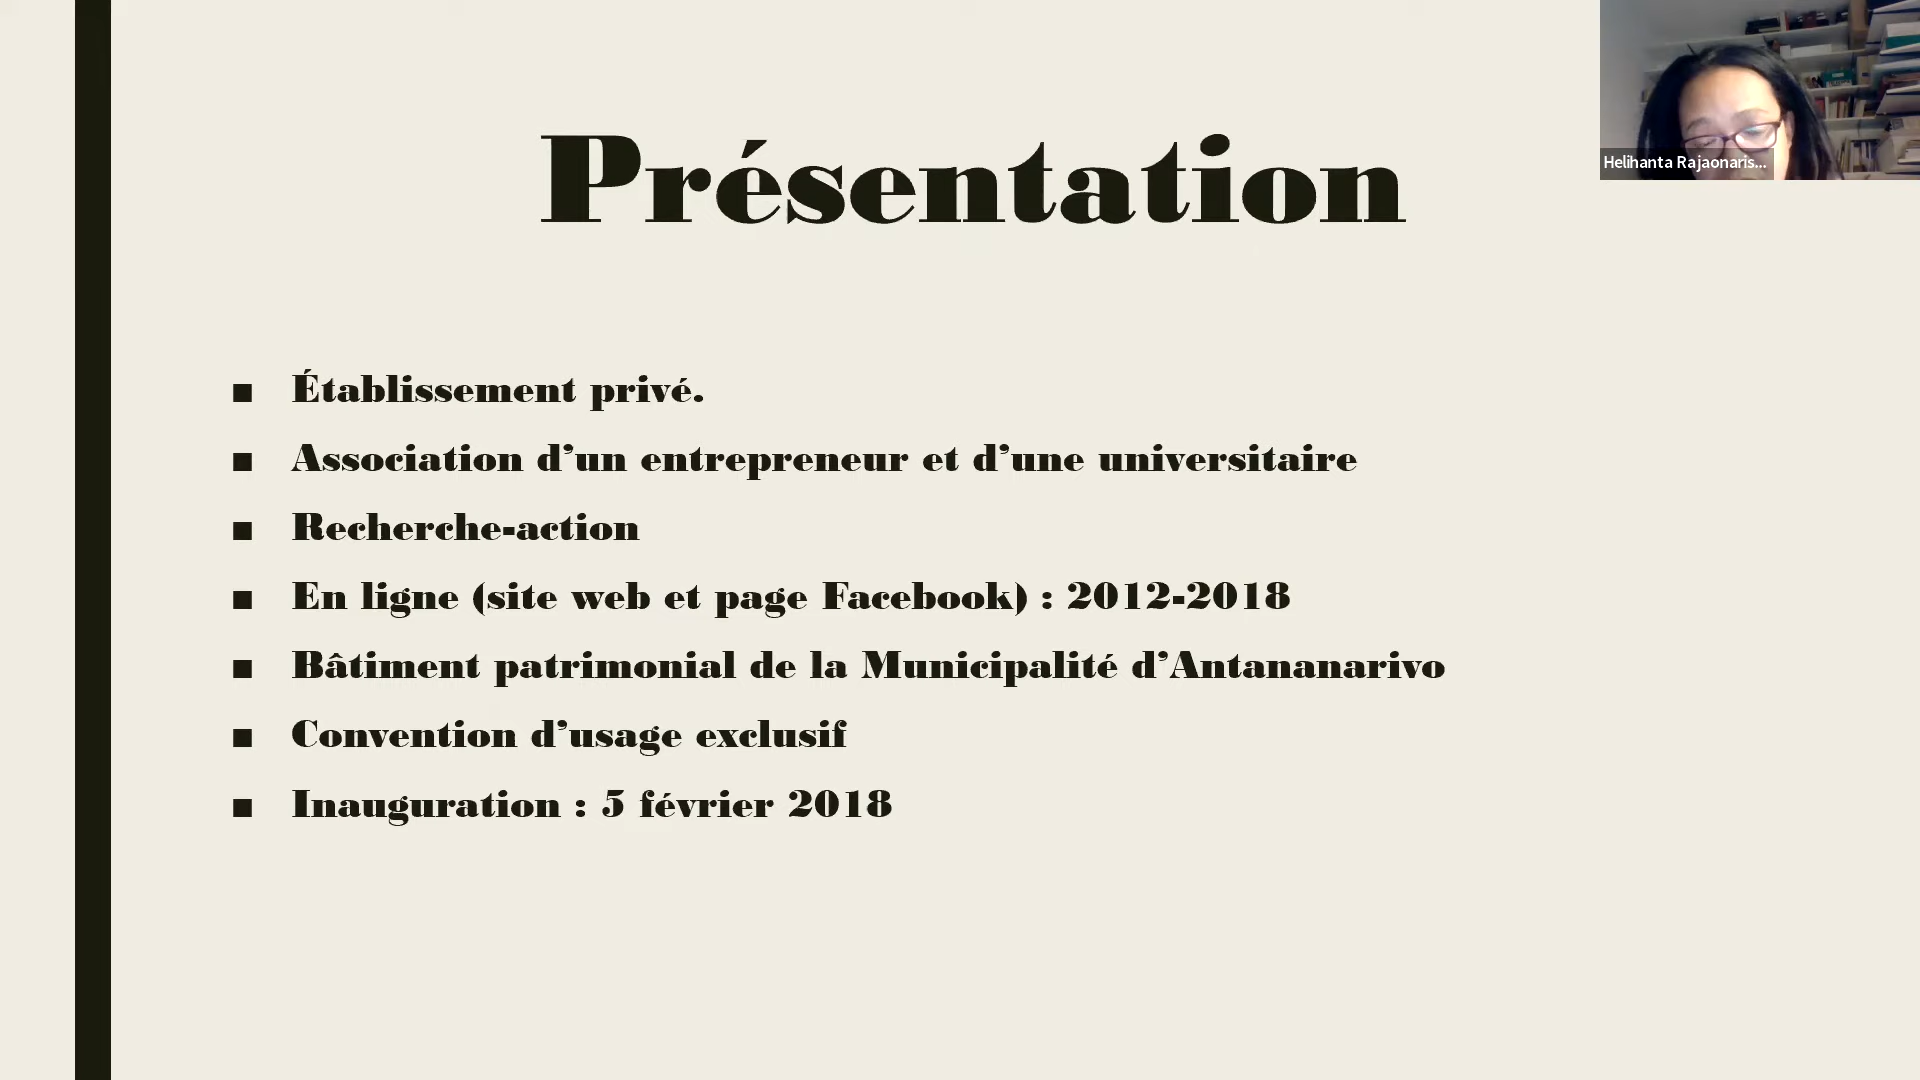 Présentation
Helihanta Rajaonaris...
■ Établissement privé.
■ Association d’un entrepreneur et d’une universitaire
■ Recherche-action
■ En ligne (site web et page Facebook) : 2012-2018
■ Bâtiment patrimonial de la Municipalité d’Antananarivo
■ Convention d’usage exclusif
■ Inauguration : 5 février 2018